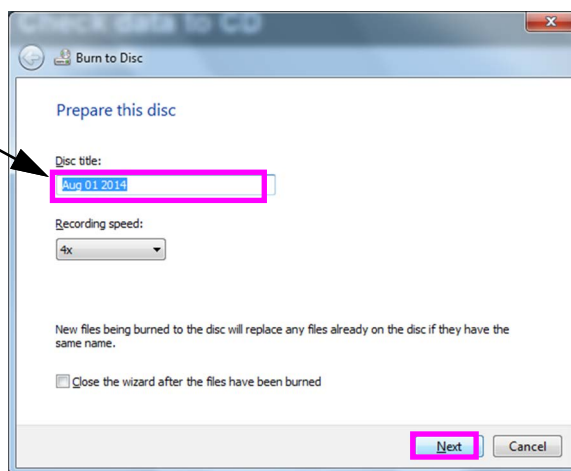 Check data to CD
Burn to Disc
Prepare this disc
Disc title:
Aug 01 2014
Recording speed:
4x
New files being burned to the disc will replace any files already on the disc if they have the
same name.
Close the wizard after the files have been burned
Next
Cancel